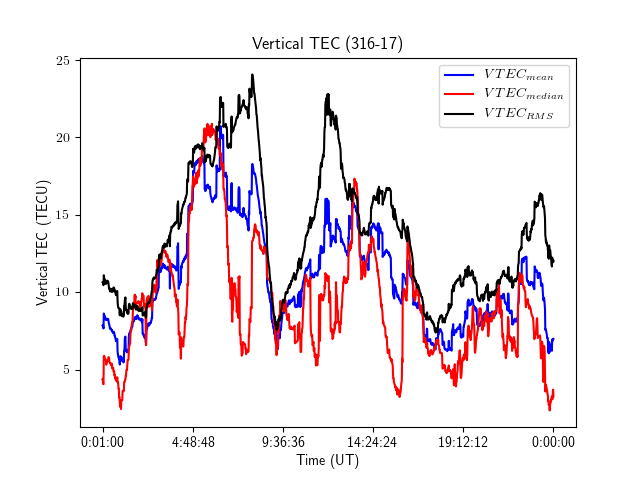 Vertical TEC (316-17)
VTEC_mean
VTEC_median
VTEC_RMS
25
20
15
10
5
Vertical TEC (TECU)
0:01:00 4:48:48 9:36:36 14:24:24 19:12:12 0:00:00
Time (UT)